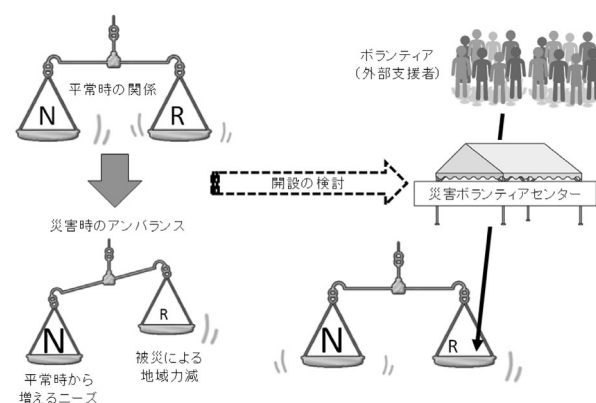 平常時の関係
N
R
ボランティア
（外部支援者）
開設の検討
災害ボランティアセンター
災害時のアンバランス
N
R
平常時から
増えるニーズ
被災による
地域力減
N
R